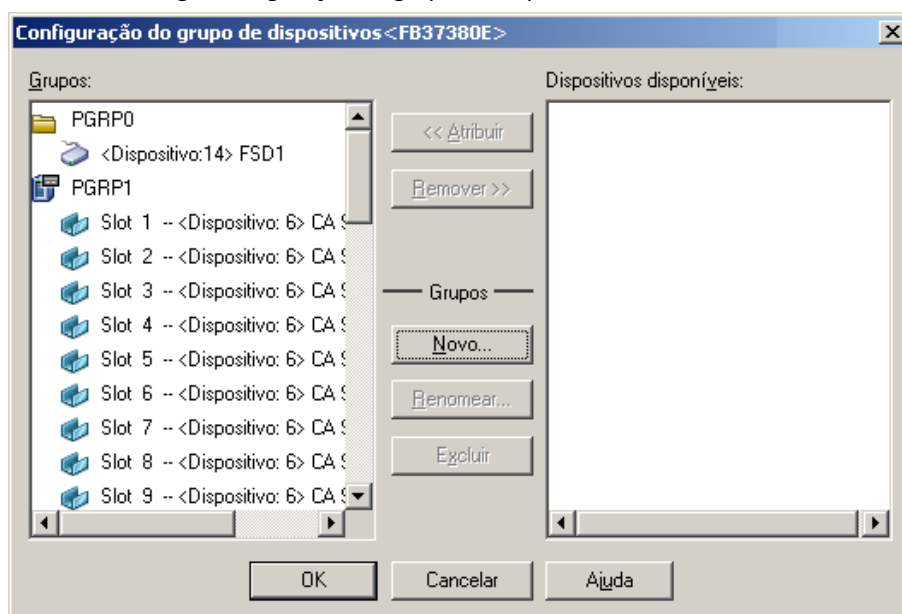 Configuração do grupo de dispositivos<FB37380E>
Grupos:
Dispositivos disponíveis:
PGRP0
<Dispositivo:14> FSD1
PGRP1
Slot 1 -- <Dispositivo: 6> CA
Slot 2 -- <Dispositivo: 6> CA
Slot 3 -- <Dispositivo: 6> CA
Slot 4 -- <Dispositivo: 6> CA
Slot 5 -- <Dispositivo: 6> CA
Slot 6 -- <Dispositivo: 6> CA
Slot 7 -- <Dispositivo: 6> CA
Slot 8 -- <Dispositivo: 6> CA
Slot 9 -- <Dispositivo: 6> CA
<< Atribuir
Remover >>
Grupos
Novo...
Renomear...
Excluir
OK
Cancelar
Ajuda